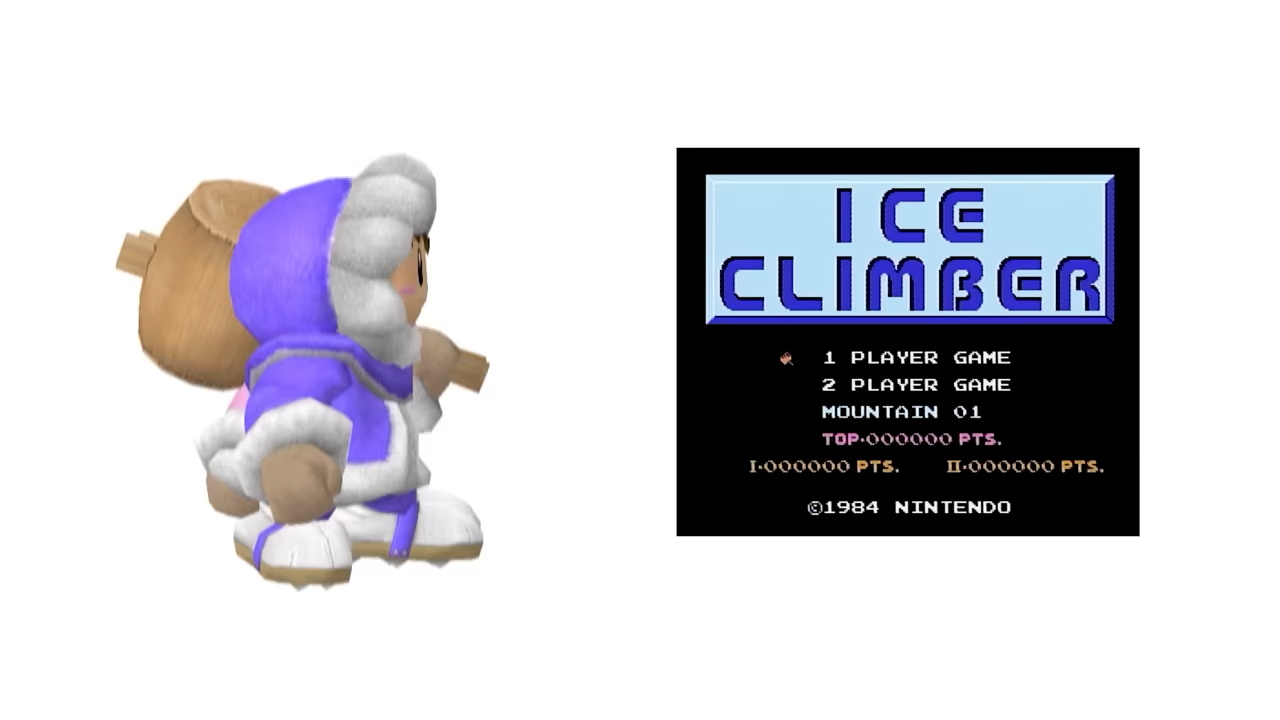 ICE
CLIMBER
1 PLAYER GAME
2 PLAYER GAME
MOUNTAIN 01
TOP·000000 PTS.
I·000000 PTS. II·000000 PTS.
©1984 NINTENDO